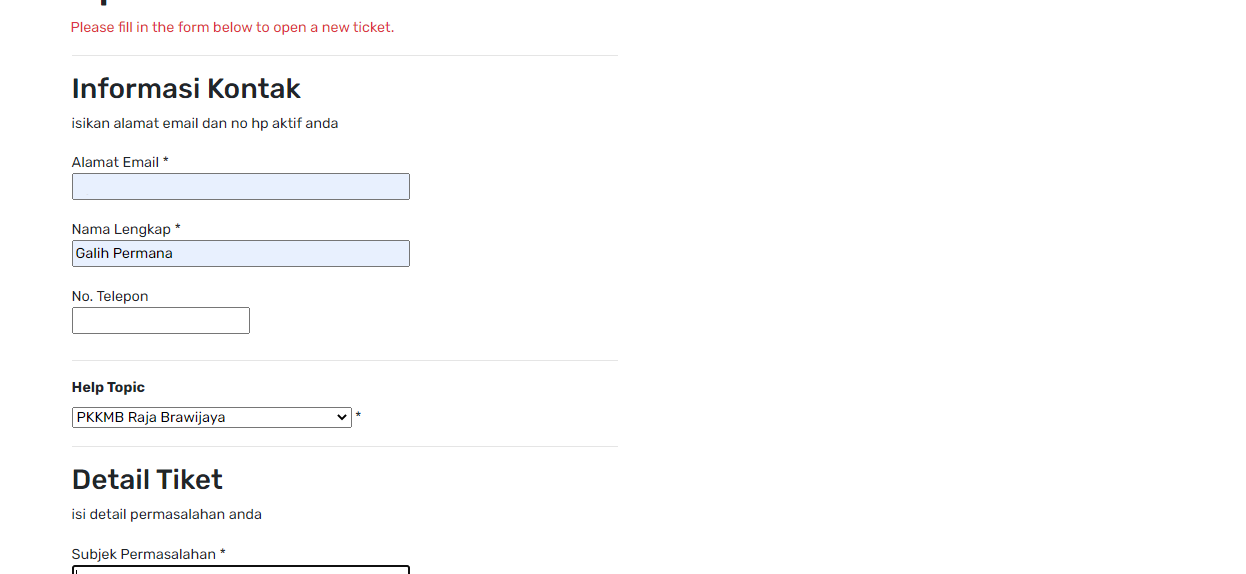 Please fill in the form below to open a new ticket.
Informasi Kontak
isikan alamat email dan no hp aktif anda
Alamat Email *
Nama Lengkap *
Galih Permana
No. Telepon
Help Topic
PKKMB Raja Brawijaya *
Detail Tiket
isi detail permasalahan anda
Subjek Permasalahan *